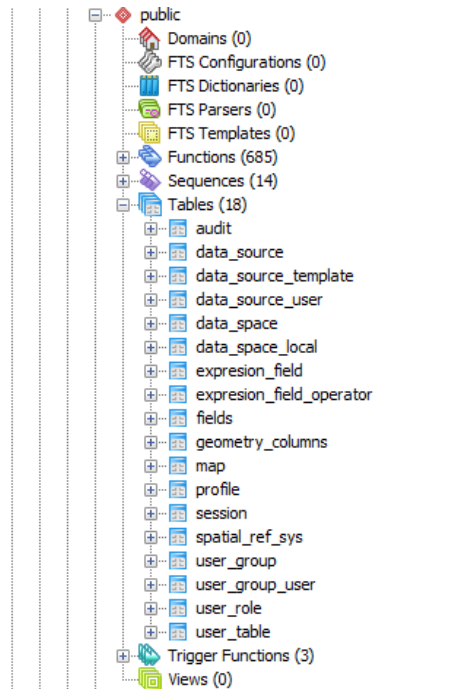 public
Domains (0)
FTS Configurations (0)
FTS Dictionaries (0)
FTS Parsers (0)
FTS Templates (0)
Functions (685)
Sequences (14)
Tables (18)
audit
data_source
data_source_template
data_source_user
data_space
data_space_local
expresion_field
expresion_field_operator
fields
geometry_columns
map
profile
session
spatial_ref_sys
user_group
user_group_user
user_role
user_table
Trigger Functions (3)
Views (0)